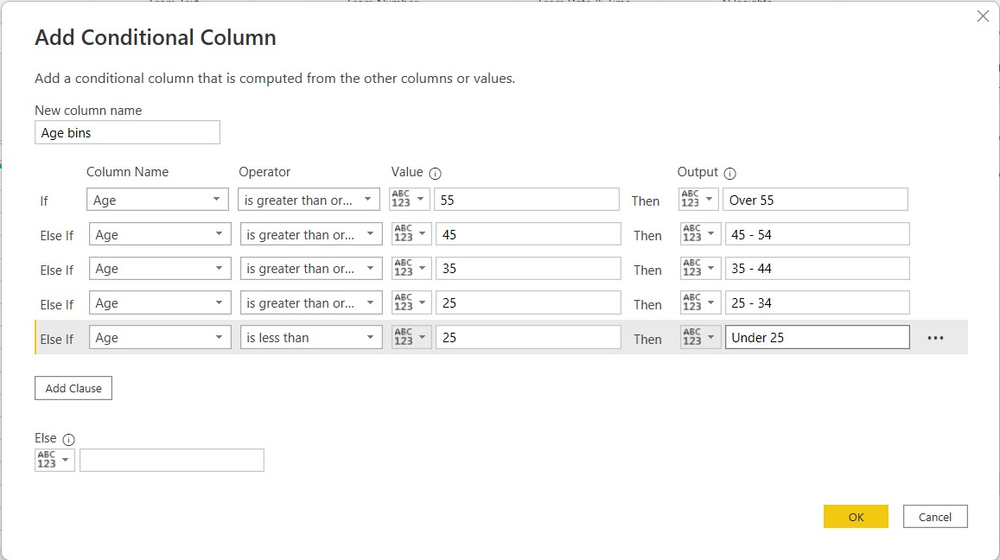 Add Conditional Column
Add a conditional column that is computed from the other columns or values.
New column name
Age bins
Column Name Operator Value Output
If Age is greater than or... ABC 123 55 Then ABC 123 Over 55
Else If Age is greater than or... ABC 123 45 Then ABC 123 45 - 54
Else If Age is greater than or... ABC 123 35 Then ABC 123 35 - 44
Else If Age is greater than or... ABC 123 25 Then ABC 123 25 - 34
Else If Age is less than ABC 123 25 Then ABC 123 Under 25
Add Clause
Else
ABC 123
OK Cancel